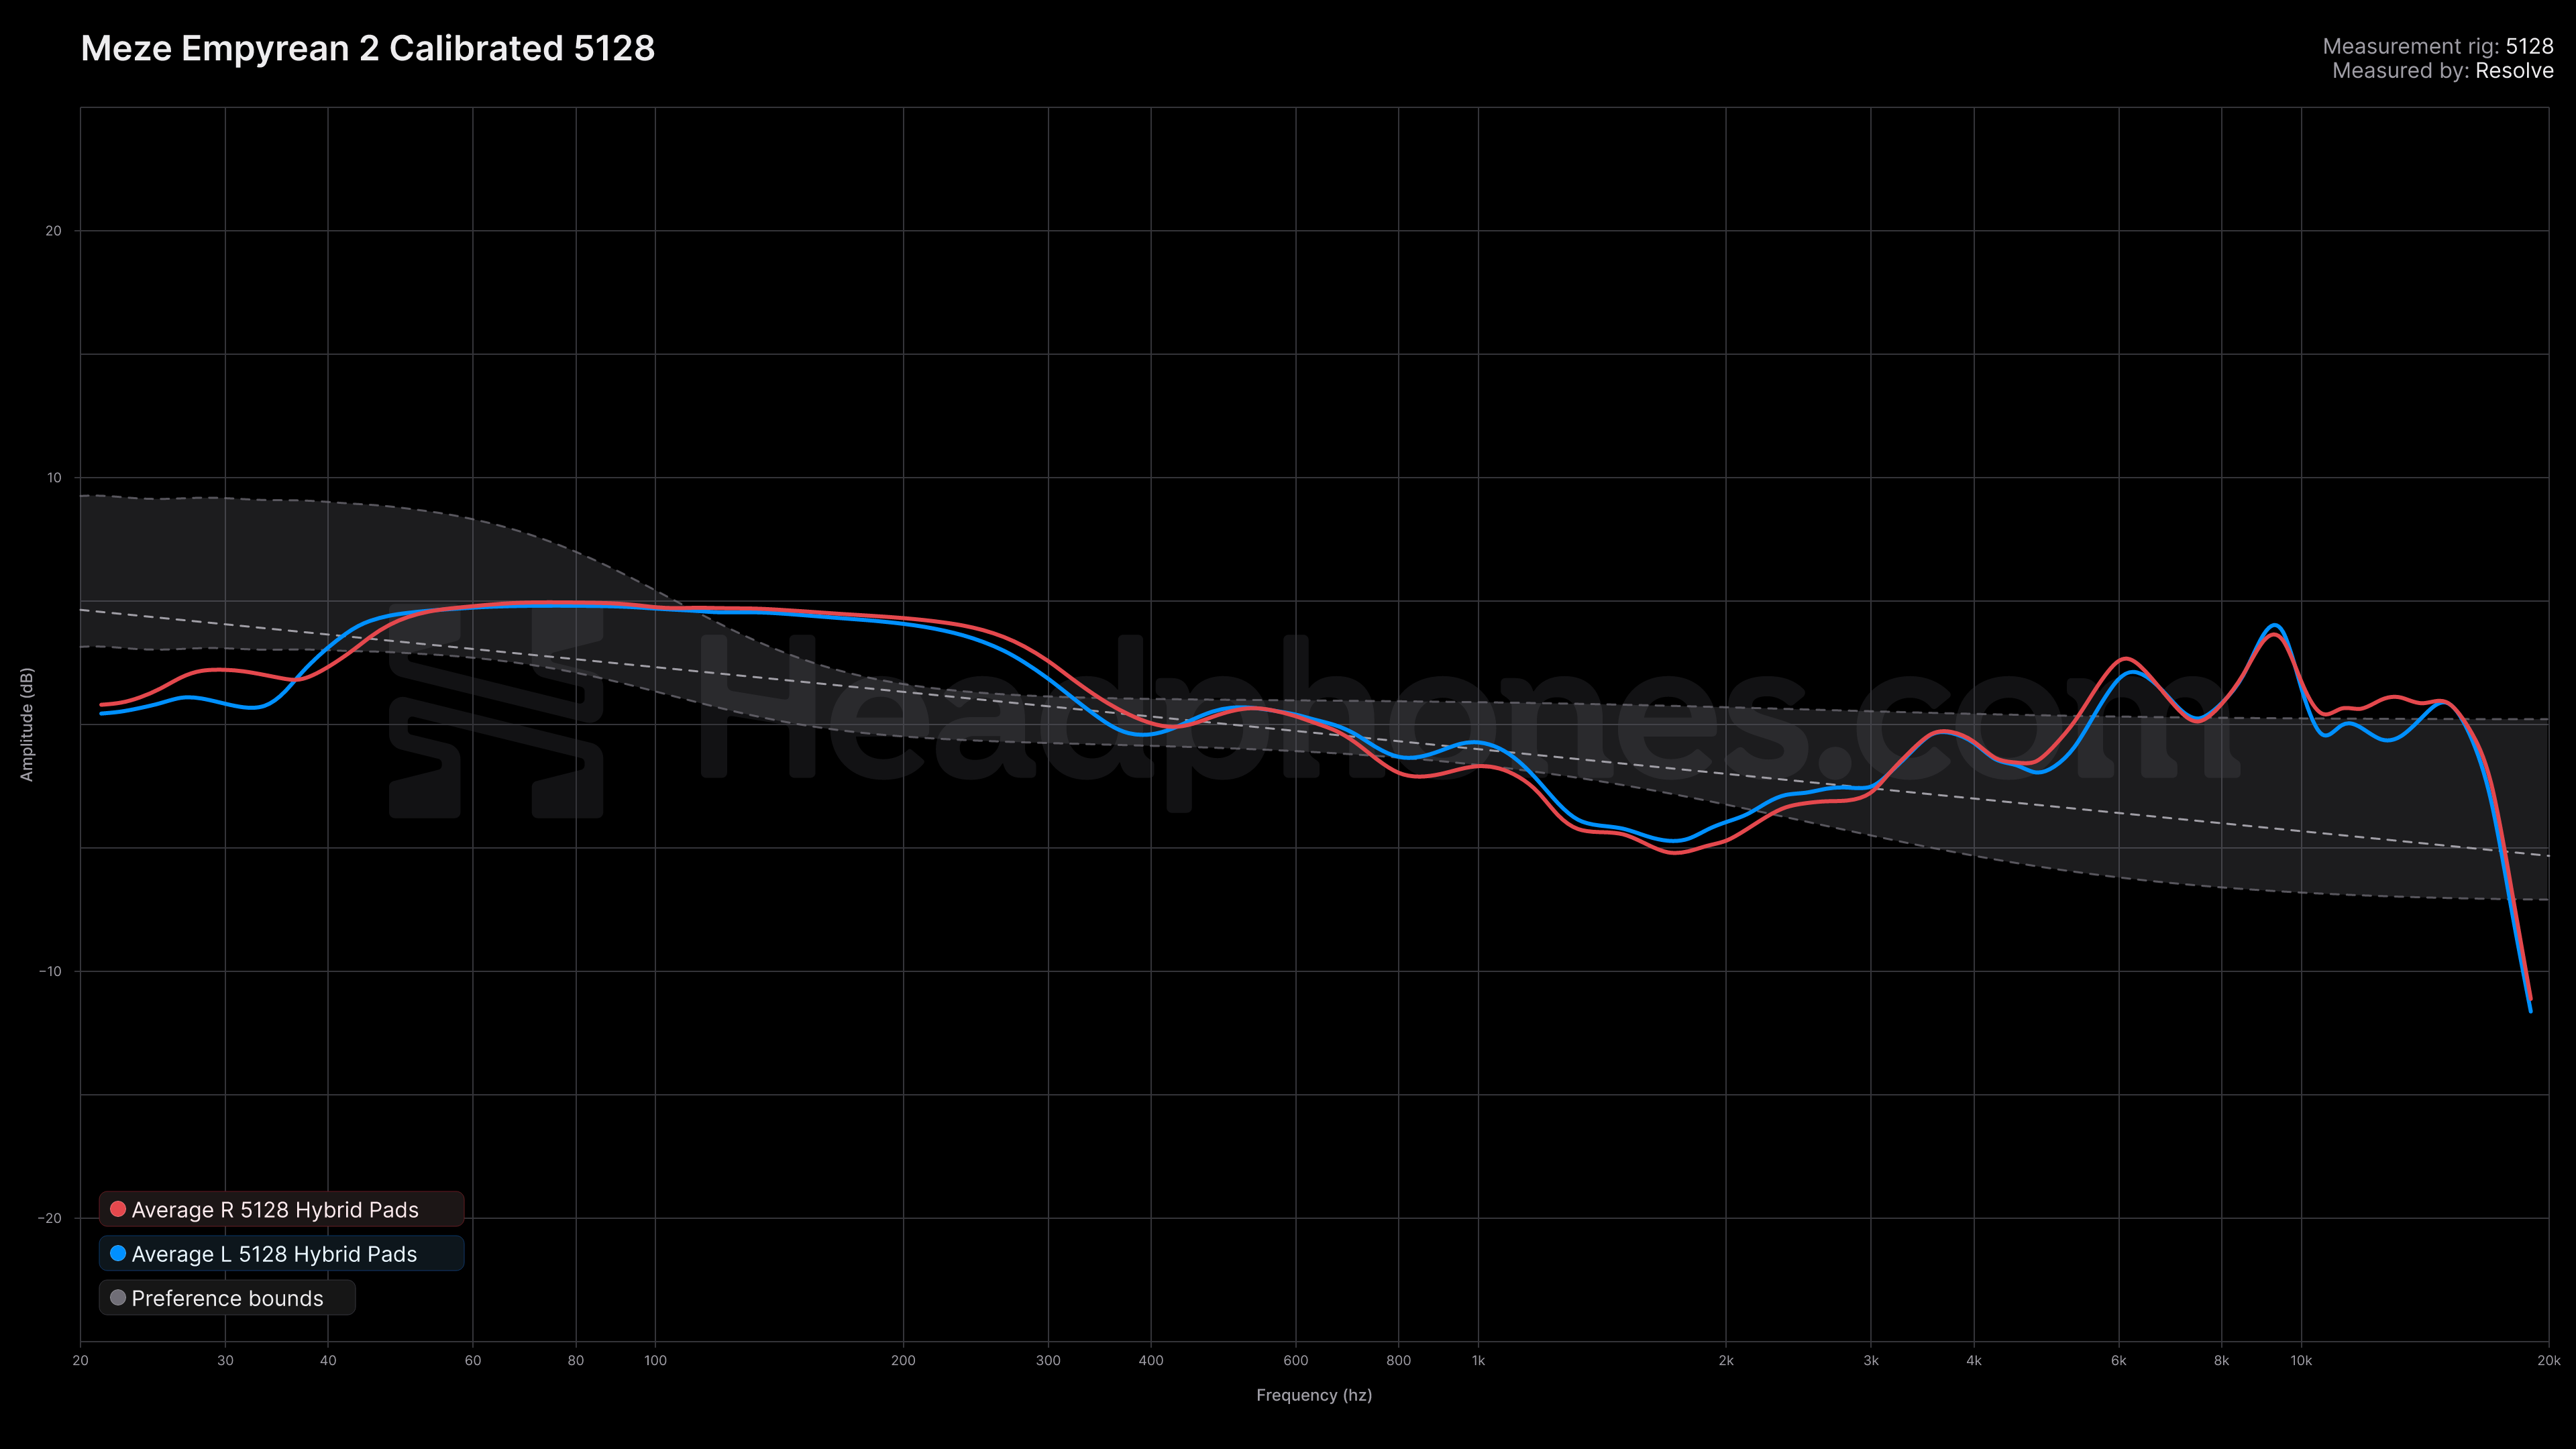 Meze Empyrean 2 Calibrated 5128
Measurement rig: 5128
Measured by: Resolve
20
10
−10
−20
Amplitude (dB)
Headphones.com
Average R 5128 Hybrid Pads
Average L 5128 Hybrid Pads
Preference bounds
20 30 40 60 80 100 200 300 400 600 800 1k 2k 3k 4k 6k 8k 10k 20k
Frequency (hz)